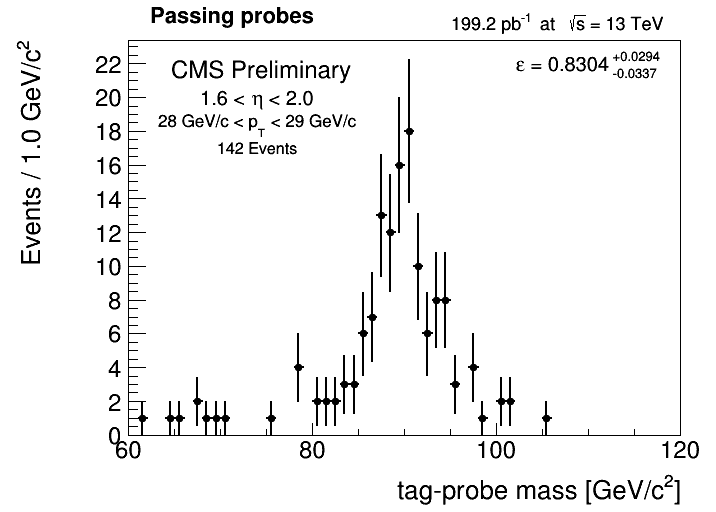 Passing probes
199.2 pb⁻¹ at √s = 13 TeV
CMS Preliminary
ε = 0.8304 +0.0294 -0.0337
1.6 < η < 2.0
28 GeV/c < p_T < 29 GeV/c
142 Events
Events / 1.0 GeV/c²
22
20
18
16
14
12
10
8
6
4
2
0
60 80 100 120
tag-probe mass [GeV/c²]